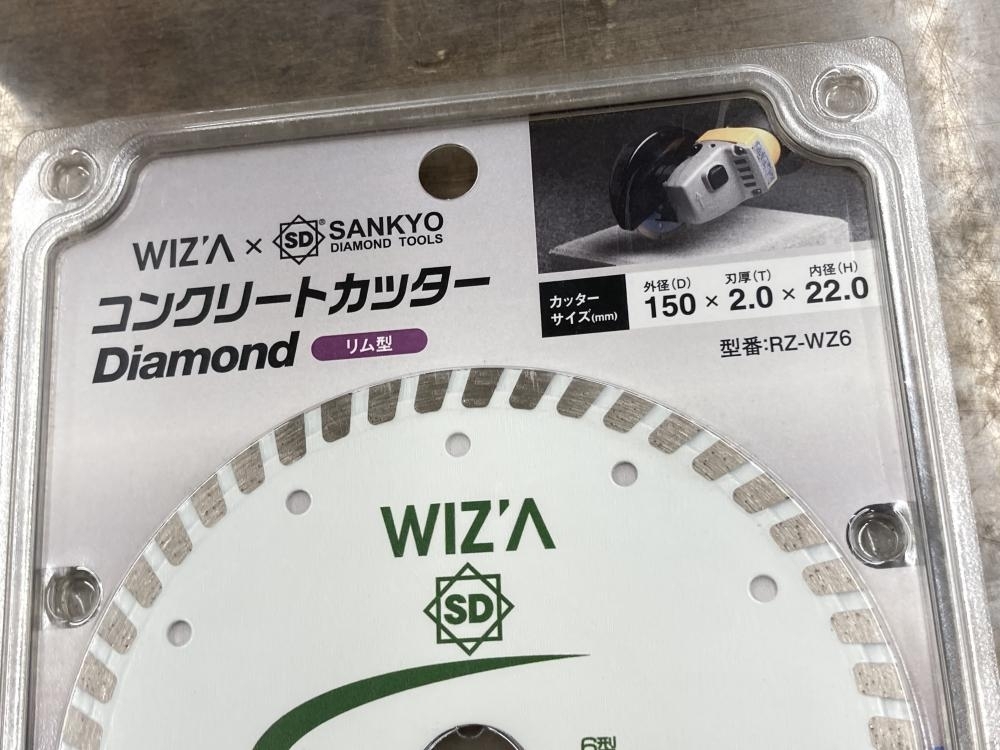 WIZ'A × SD® SANKYO
DIAMOND TOOLS
コンクリートカッター
Diamond リム型
カッター
サイズ(mm)
外径(D) 刃厚(T) 内径(H)
150 × 2.0 × 22.0
型番:RZ-WZ6
WIZ'A
SD
6型